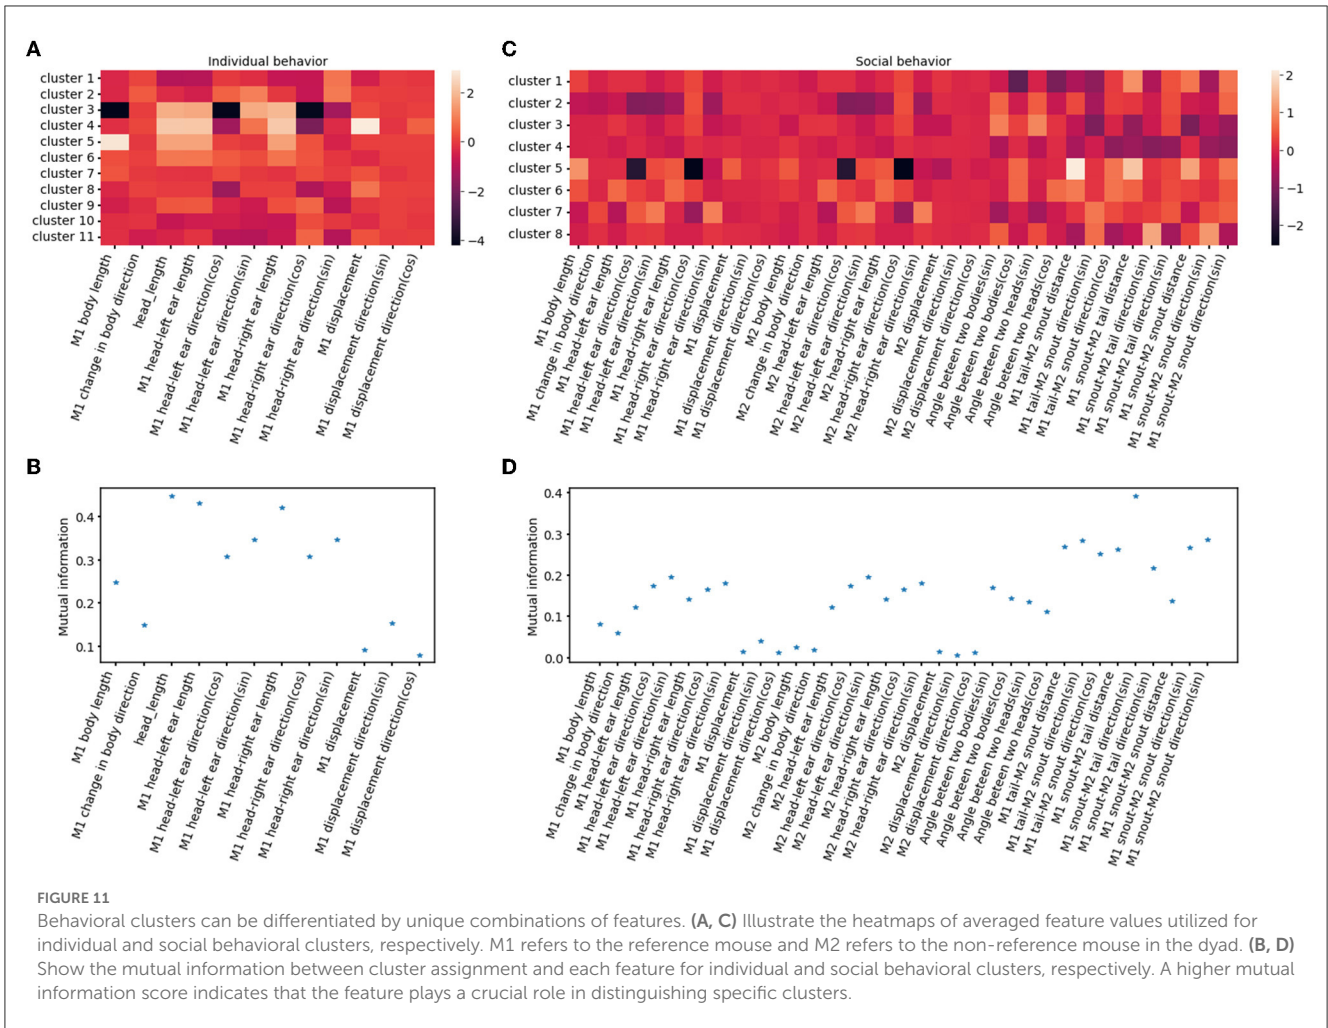 A
Individual behavior
cluster 1
cluster 2
cluster 3
cluster 4
cluster 5
cluster 6
cluster 7
cluster 8
cluster 9
cluster 10
cluster 11
2
0
−2
−4
M1 body length
M1 change in body direction
head_length
M1 head-left ear length
M1 head-left ear direction(cos)
M1 head-left ear direction(sin)
M1 head-right ear length
M1 head-right ear direction(cos)
M1 head-right ear direction(sin)
M1 displacement
M1 displacement direction(sin)
M1 displacement direction(cos)
C
Social behavior
cluster 1
cluster 2
cluster 3
cluster 4
cluster 5
cluster 6
cluster 7
cluster 8
2
1
0
−1
−2
M1 body length
M1 change in body direction
M1 head-left ear length
M1 head-left ear direction(cos)
M1 head-left ear direction(sin)
M1 head-right ear length
M1 head-right ear direction(cos)
M1 head-right ear direction(sin)
M1 displacement
M1 displacement direction(sin)
M1 displacement direction(cos)
M2 body length
M2 change in body direction
M2 head-left ear length
M2 head-left ear direction(cos)
M2 head-left ear direction(sin)
M2 head-right ear length
M2 head-right ear direction(cos)
M2 head-right ear direction(sin)
M2 displacement
M2 displacement direction(sin)
M2 displacement direction(cos)
Angle beteen two bodies(sin)
Angle beteen two bodies(cos)
Angle beteen two heads(sin)
Angle beteen two heads(cos)
M1 tail-M2 snout distance
M1 tail-M2 snout direction(sin)
M1 tail-M2 snout direction(cos)
M1 snout-M2 tail distance
M1 snout-M2 tail direction(sin)
M1 snout-M2 tail direction(sin)
M1 snout-M2 snout distance
M1 snout-M2 snout direction(sin)
M1 snout-M2 snout direction(sin)
B
Mutual information
0.4
0.3
0.2
0.1
M1 body length
M1 change in body direction
head_length
M1 head-left ear length
M1 head-left ear direction(cos)
M1 head-left ear direction(sin)
M1 head-right ear length
M1 head-right ear direction(cos)
M1 head-right ear direction(sin)
M1 displacement
M1 displacement direction(sin)
M1 displacement direction(cos)
D
Mutual information
0.4
0.3
0.2
0.1
0.0
M1 body length
M1 change in body direction
M1 head-left ear length
M1 head-left ear direction(cos)
M1 head-left ear direction(sin)
M1 head-right ear length
M1 head-right ear direction(cos)
M1 head-right ear direction(sin)
M1 displacement
M1 displacement direction(sin)
M1 displacement direction(cos)
M2 body length
M2 change in body direction
M2 head-left ear length
M2 head-left ear direction(cos)
M2 head-left ear direction(sin)
M2 head-right ear length
M2 head-right ear direction(cos)
M2 head-right ear direction(sin)
M2 displacement
M2 displacement direction(sin)
M2 displacement direction(cos)
Angle beteen two bodies(sin)
Angle beteen two bodies(cos)
Angle beteen two heads(sin)
Angle beteen two heads(cos)
M1 tail-M2 snout distance
M1 tail-M2 snout direction(sin)
M1 tail-M2 snout direction(cos)
M1 snout-M2 tail distance
M1 snout-M2 tail direction(sin)
M1 snout-M2 tail direction(sin)
M1 snout-M2 snout distance
M1 snout-M2 snout direction(sin)
M1 snout-M2 snout direction(sin)
FIGURE 11
Behavioral clusters can be differentiated by unique combinations of features. (A, C) Illustrate the heatmaps of averaged feature values utilized for
individual and social behavioral clusters, respectively. M1 refers to the reference mouse and M2 refers to the non-reference mouse in the dyad. (B, D)
Show the mutual information between cluster assignment and each feature for individual and social behavioral clusters, respectively. A higher mutual
information score indicates that the feature plays a crucial role in distinguishing specific clusters.